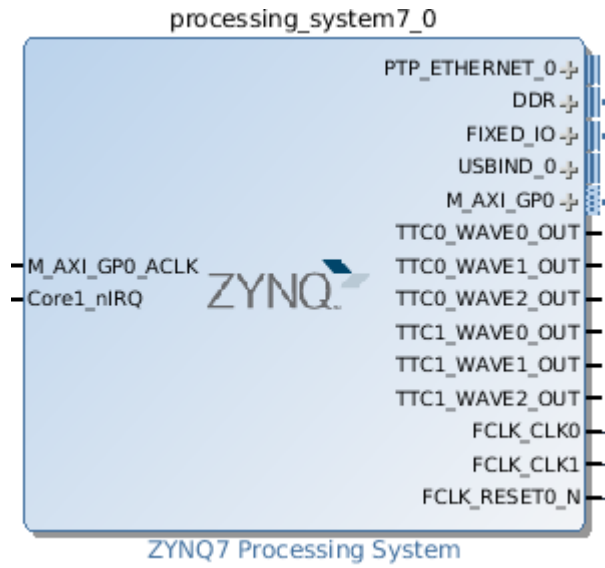 processing_system7_0
PTP_ETHERNET_0
DDR
FIXED_IO
USBIND_0
M_AXI_GP0
TTC0_WAVE0_OUT
M_AXI_GP0_ACLK
TTC0_WAVE1_OUT
Core1_nIRQ
ZYNQ
TTC0_WAVE2_OUT
TTC1_WAVE0_OUT
TTC1_WAVE1_OUT
TTC1_WAVE2_OUT
FCLK_CLK0
FCLK_CLK1
FCLK_RESET0_N
ZYNQ7 Processing System